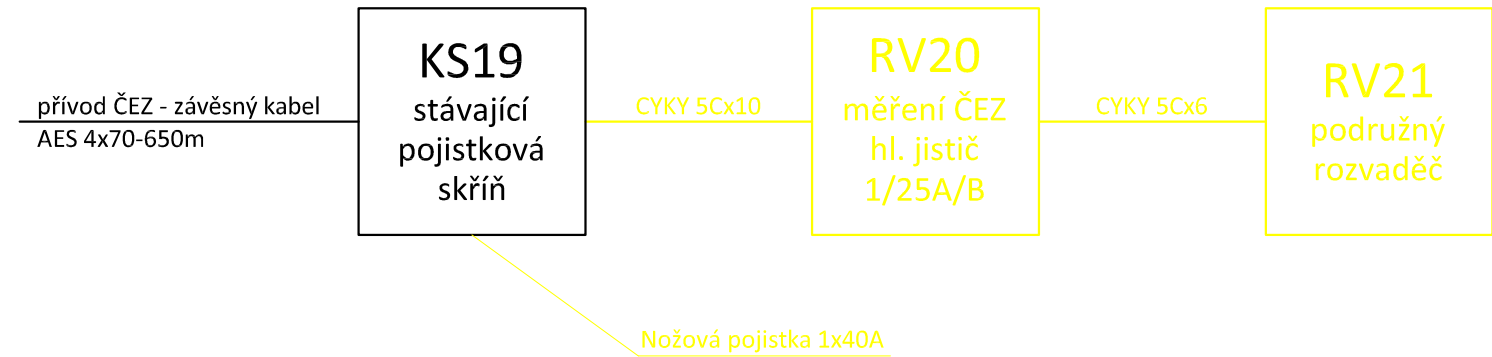 přívod ČEZ - závěsný kabel
AES 4x70-650m
KS19
stávající
pojistková
skříň
CYKY 5Cx10
RV20
měření ČEZ
hl. jistič
1/25A/B
CYKY 5Cx6
RV21
podružný
rozvaděč
Nožová pojistka 1x40A